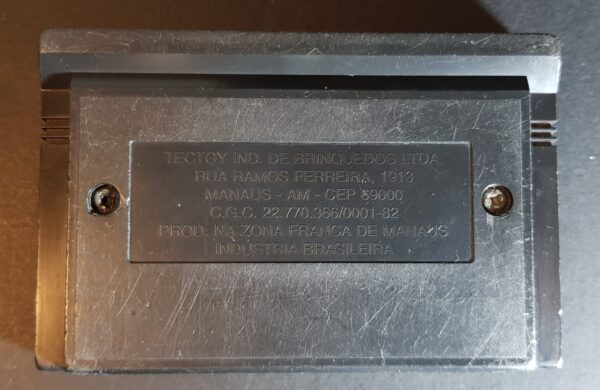 TECTOY IND. DE BRINQUEDOS LTDA.
RUA RAMOS FERREIRA, 1913
MANAUS - AM - CEP 69000
C.G.C. 22.770.366/0001-82
PROD. NA ZONA FRANCA DE MANAUS
INDÚSTRIA BRASILEIRA